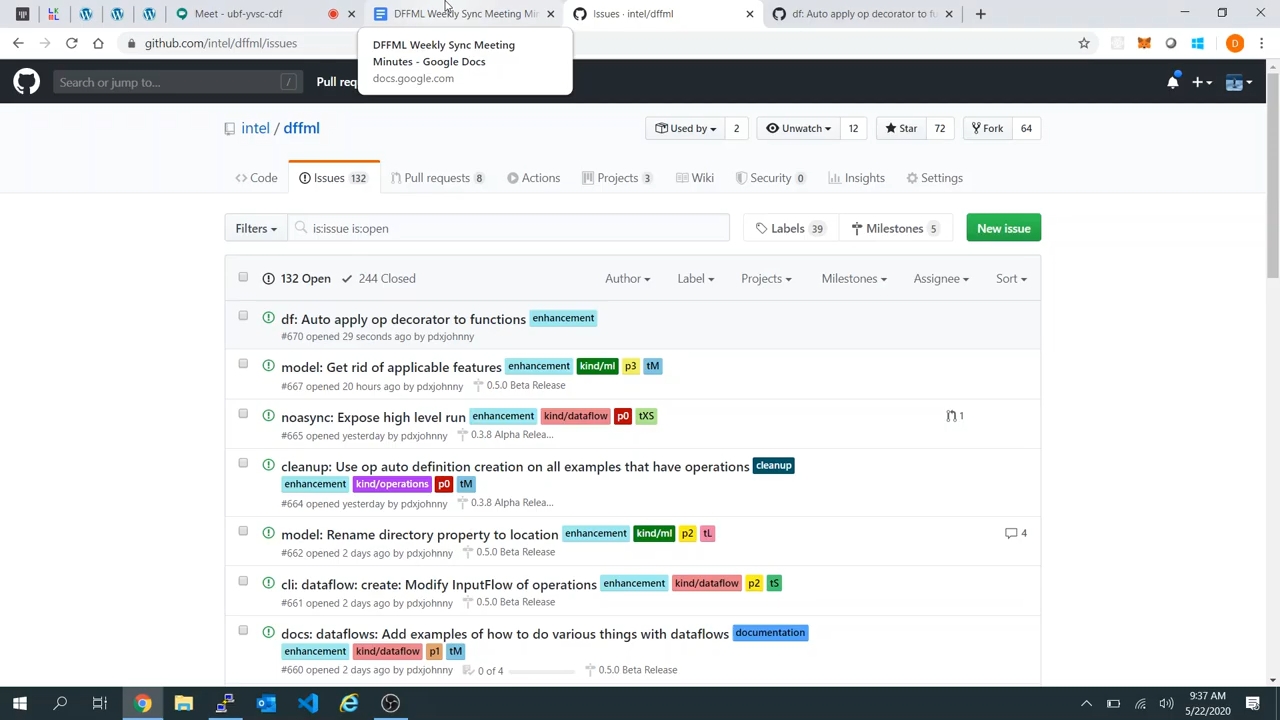 Meet - ubf-yvsc-cdf
DFFML Weekly Sync Meeting Min
Issues · intel/dffml
df: Auto apply op decorator to fu
github.com/intel/dffml/issues
D
DFFML Weekly Sync Meeting
Minutes - Google Docs
docs.google.com
Search or jump to...
/
Pull req
intel / dffml
Used by
2
Unwatch
12
Star
72
Fork
64
Code
Issues 132
Pull requests 8
Actions
Projects 3
Wiki
Security 0
Insights
Settings
Filters
is:issue is:open
Labels 39
Milestones 5
New issue
132 Open
244 Closed
Author
Label
Projects
Milestones
Assignee
Sort
df: Auto apply op decorator to functions enhancement
#670 opened 29 seconds ago by pdxjohnny
model: Get rid of applicable features enhancement kind/ml p3 tM
#667 opened 20 hours ago by pdxjohnny 0.5.0 Beta Release
noasync: Expose high level run enhancement kind/dataflow p0 tXS
1
#665 opened yesterday by pdxjohnny 0.3.8 Alpha Relea...
cleanup: Use op auto definition creation on all examples that have operations cleanup
enhancement kind/operations p0 tM
#664 opened yesterday by pdxjohnny 0.3.8 Alpha Relea...
model: Rename directory property to location enhancement kind/ml p2 tL
4
#662 opened 2 days ago by pdxjohnny 0.5.0 Beta Release
cli: dataflow: create: Modify InputFlow of operations enhancement kind/dataflow p2 tS
#661 opened 2 days ago by pdxjohnny 0.5.0 Beta Release
docs: dataflows: Add examples of how to do various things with dataflows documentation
enhancement kind/dataflow p1 tM
#660 opened 2 days ago by pdxjohnny 0 of 4 0.5.0 Beta Release
9:37 AM
5/22/2020